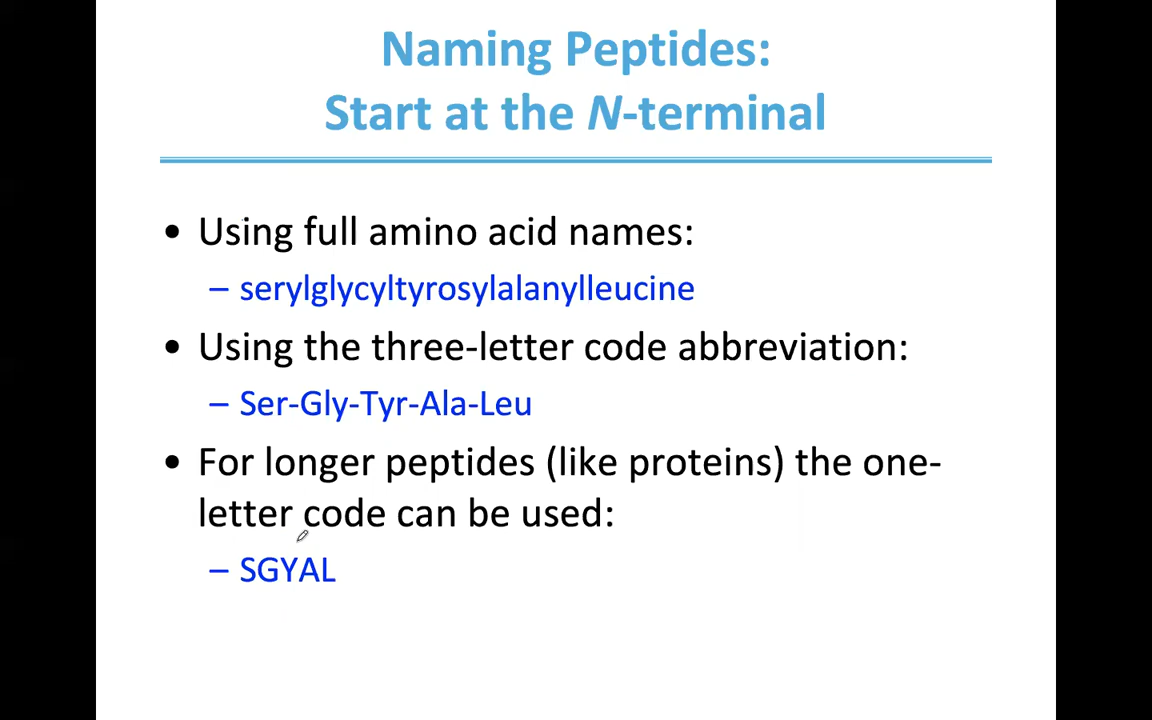 Naming Peptides:
Start at the N-terminal
• Using full amino acid names:
– serylglycyltyrosylalanylleucine
• Using the three-letter code abbreviation:
– Ser-Gly-Tyr-Ala-Leu
• For longer peptides (like proteins) the one-
letter code can be used:
– SGYAL